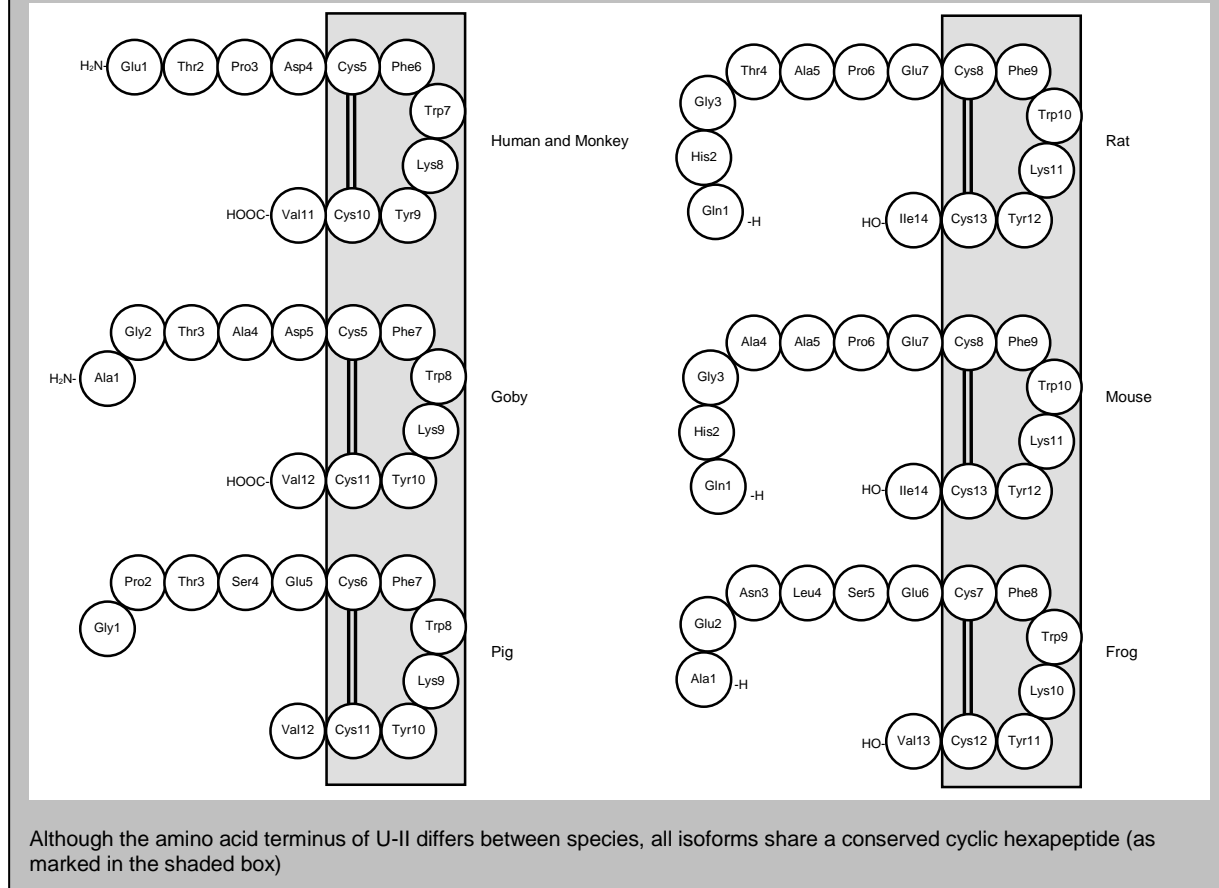 H₂N- Glu1 Thr2 Pro3 Asp4 Cys5 Phe6
Trp7
Lys8
HOOC- Val11 Cys10 Tyr9
Human and Monkey
Gly2 Thr3 Ala4 Asp5 Cys5 Phe7
H₂N- Ala1
Trp8
Lys9
HOOC- Val12 Cys11 Tyr10
Goby
Pro2 Thr3 Ser4 Glu5 Cys6 Phe7
Gly1
Trp8
Lys9
Val12 Cys11 Tyr10
Pig
Thr4 Ala5 Pro6 Glu7 Cys8 Phe9
Gly3
Trp10
His2
Lys11
Gln1 -H
HO- Ile14 Cys13 Tyr12
Rat
Ala4 Ala5 Pro6 Glu7 Cys8 Phe9
Gly3
Trp10
His2
Lys11
Gln1 -H
HO- Ile14 Cys13 Tyr12
Mouse
Asn3 Leu4 Ser5 Glu6 Cys7 Phe8
Glu2
Trp9
Ala1 -H
Lys10
HO- Val13 Cys12 Tyr11
Frog
Although the amino acid terminus of U-II differs between species, all isoforms share a conserved cyclic hexapeptide (as
marked in the shaded box)